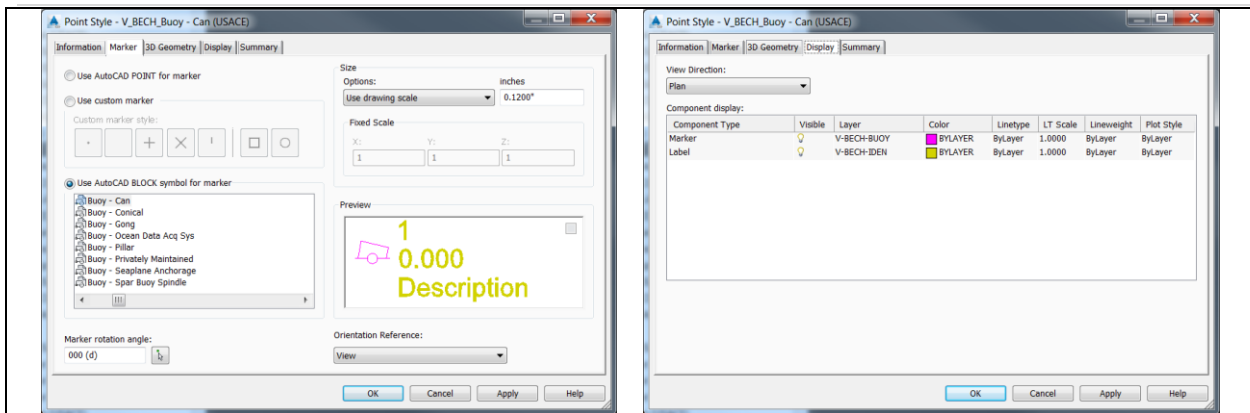 Point Style - V_BECH_Buoy - Can (USACE)
Information Marker 3D Geometry Display Summary
Use AutoCAD POINT for marker
Use custom marker
Custom marker style:
Use AutoCAD BLOCK symbol for marker
Buoy - Can
Buoy - Conical
Buoy - Gong
Buoy - Ocean Data Acq Sys
Buoy - Pillar
Buoy - Privately Maintained
Buoy - Seaplane Anchorage
Buoy - Spar Buoy Spindle
Marker rotation angle:
000 (d)
Size
Options: inches
Use drawing scale 0.1200"
Fixed Scale
X: Y: Z:
1 1 1
Preview
1
0.000
Description
Orientation Reference:
View
OK Cancel Apply Help
Point Style - V_BECH_Buoy - Can (USACE)
Information Marker 3D Geometry Display Summary
View Direction:
Plan
Component display:
Component Type Visible Layer Color Linetype LT Scale Lineweight Plot Style
Marker V-BECH-BUOY BYLAYER ByLayer 1.0000 ByLayer ByLayer
Label V-BECH-IDEN BYLAYER ByLayer 1.0000 ByLayer ByLayer
OK Cancel Apply Help